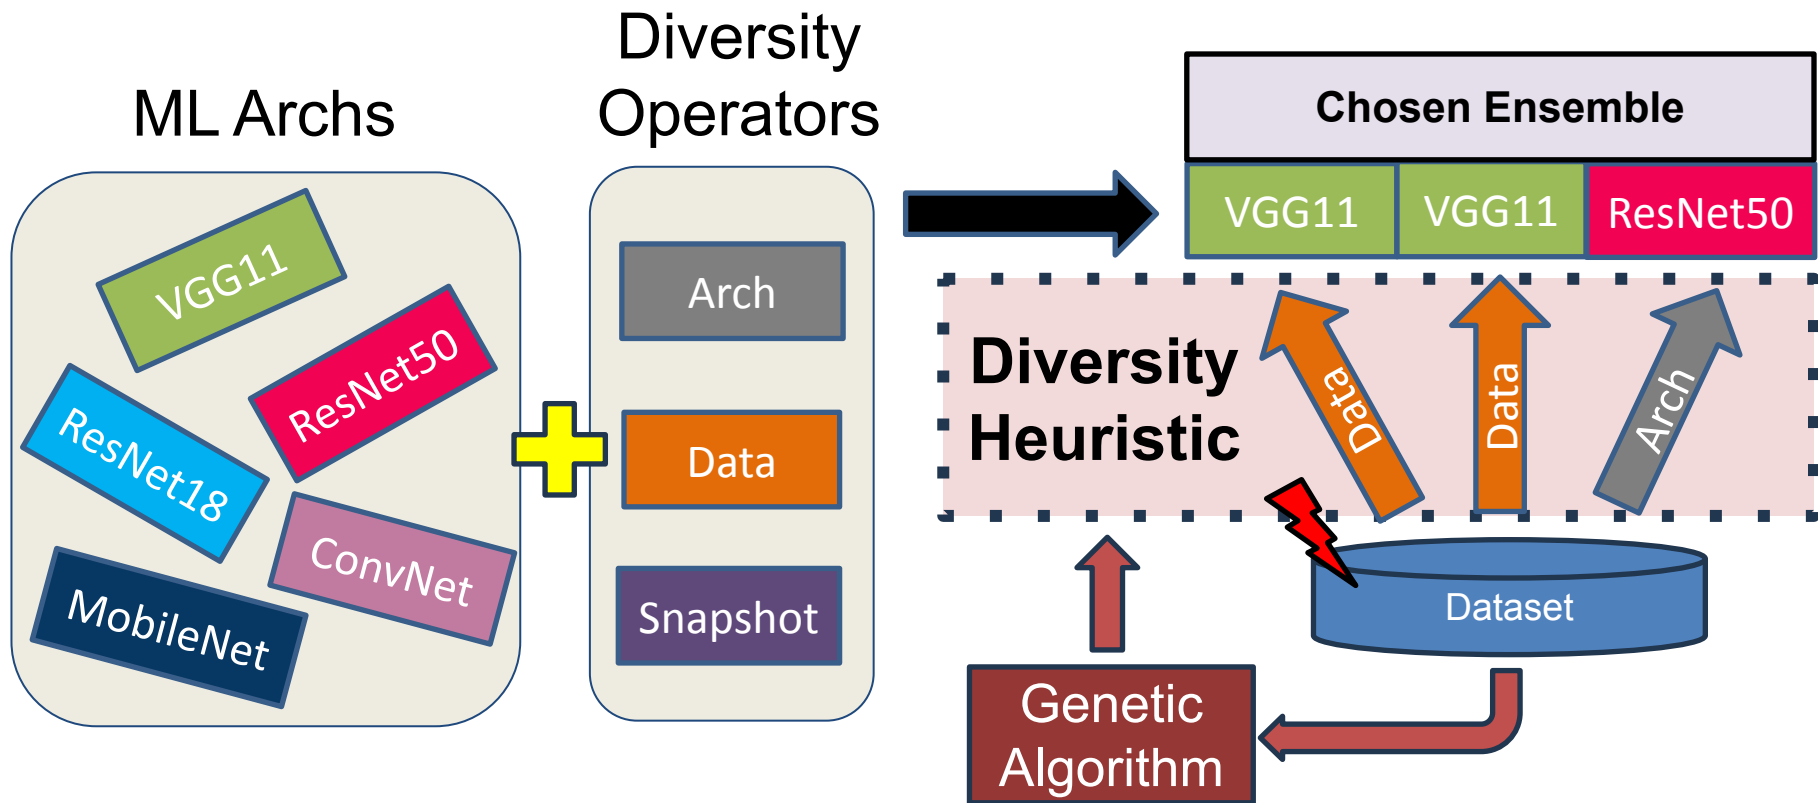 ML Archs
VGG11
ResNet50
ResNet18
ConvNet
MobileNet
Diversity
Operators
Arch
Data
Snapshot
Chosen Ensemble
VGG11
VGG11
ResNet50
Diversity
Heuristic
Data
Data
Arch
Dataset
Genetic
Algorithm